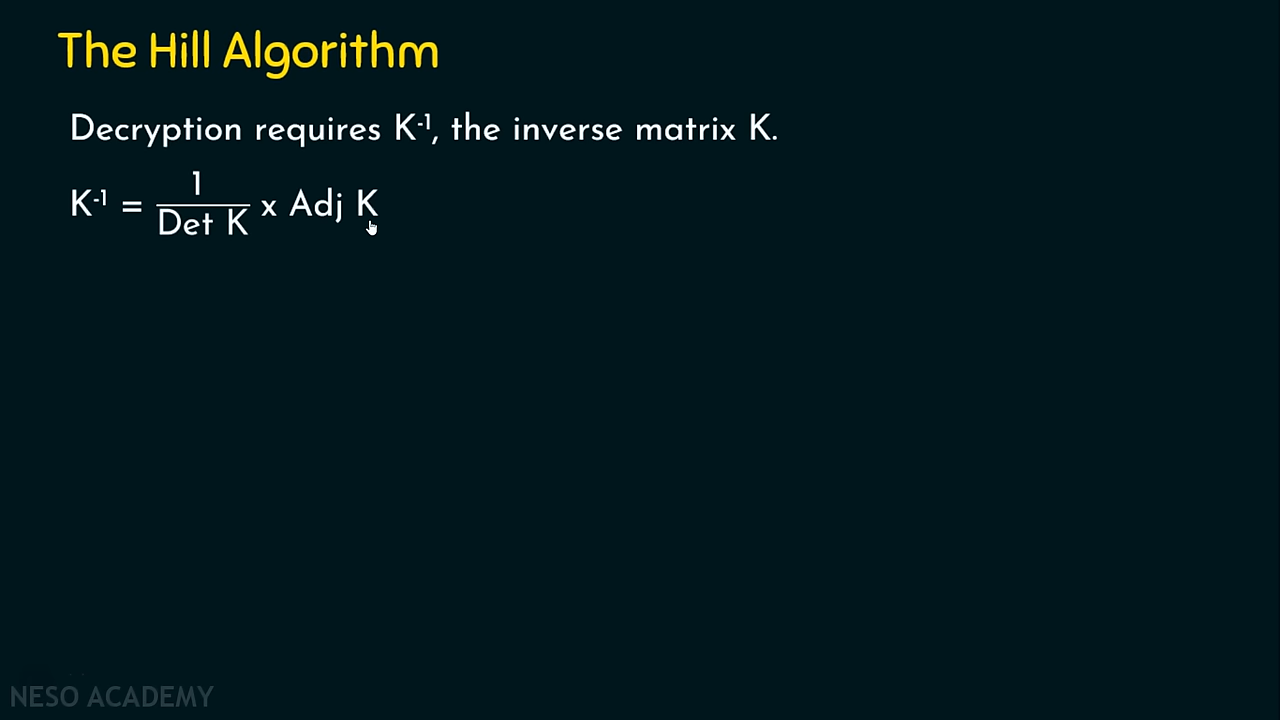 The Hill Algorithm
Decryption requires K⁻¹, the inverse matrix K.
K⁻¹ = 1/Det K x Adj K
NESO ACADEMY